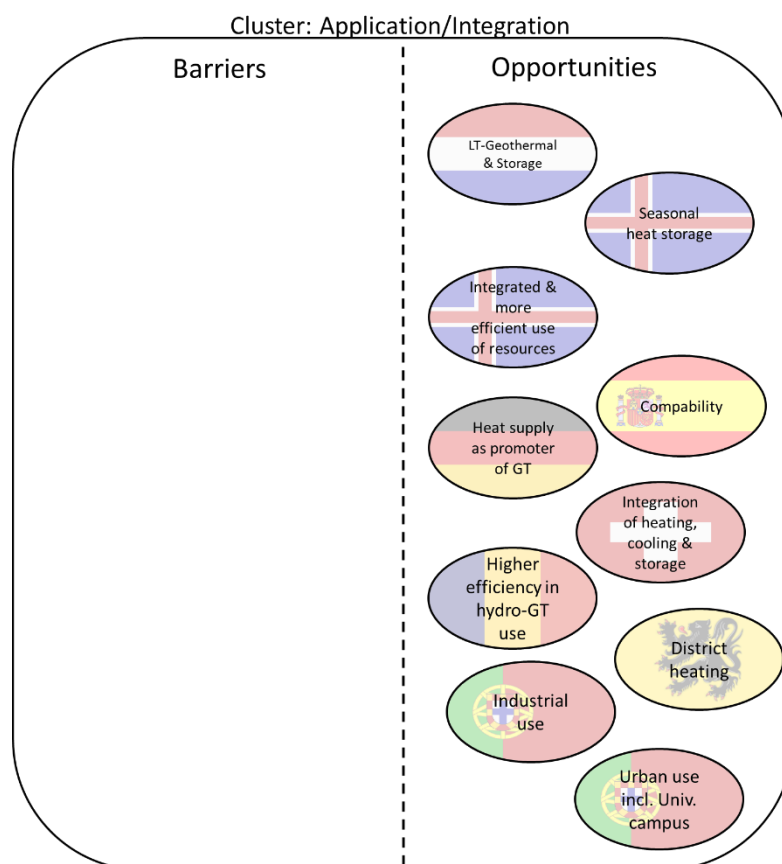 Cluster: Application/Integration
Barriers
Opportunities
LT-Geothermal
& Storage
Seasonal
heat storage
Integrated &
more
efficient use
of resources
Compability
Heat supply
as promoter
of GT
Integration
of heating,
cooling &
storage
Higher
efficiency in
hydro-GT
use
District
heating
Industrial
use
Urban use
incl. Univ.
campus